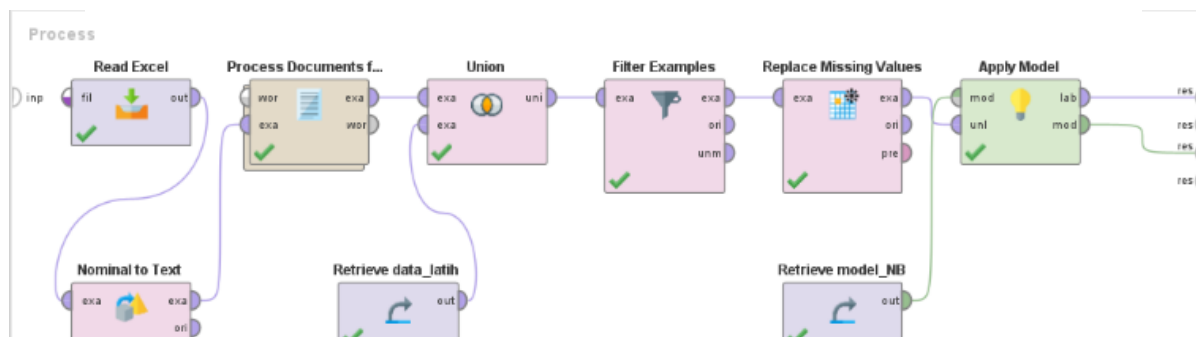 Process
Read Excel
Process Documents f...
Union
Filter Examples
Replace Missing Values
Apply Model
inp
fil
out
wor
exa
exa
wor
exa
uni
exa
exa
exa
ori
unm
exa
exa
ori
pre
mod
lab
unl
mod
res
res
res
res
Nominal to Text
exa
exa
ori
Retrieve data_latih
out
Retrieve model_NB
out